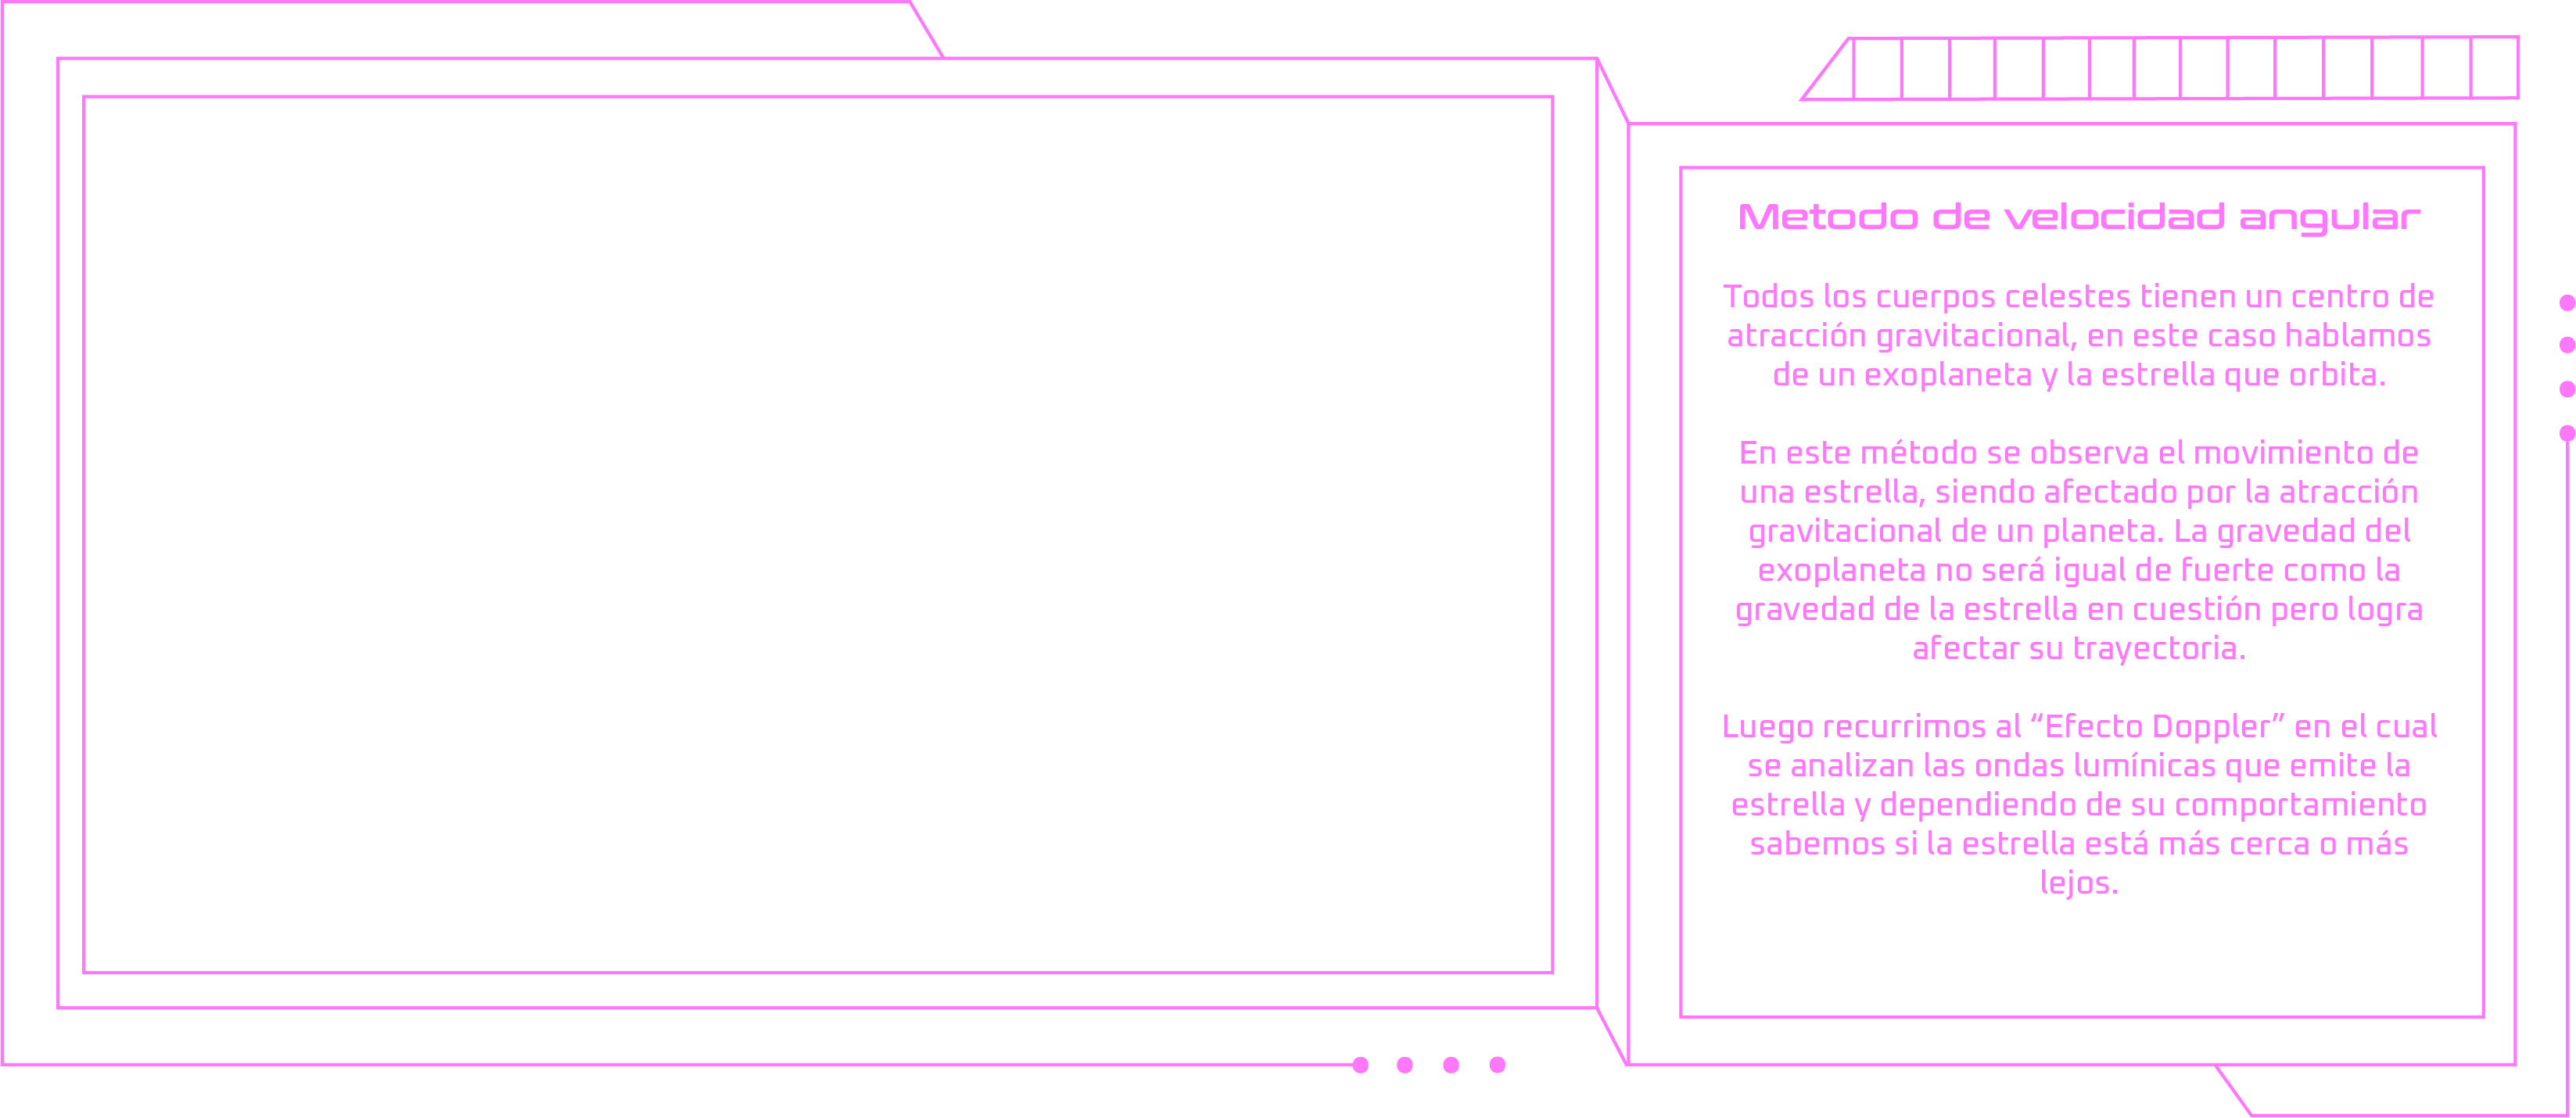 Metodo de velocidad angular
Todos los cuerpos celestes tienen un centro de
atracción gravitacional, en este caso hablamos
de un exoplaneta y la estrella que orbita.
En este método se observa el movimiento de
una estrella, siendo afectado por la atracción
gravitacional de un planeta. La gravedad del
exoplaneta no será igual de fuerte como la
gravedad de la estrella en cuestión pero logra
afectar su trayectoria.
Luego recurrimos al “Efecto Doppler” en el cual
se analizan las ondas lumínicas que emite la
estrella y dependiendo de su comportamiento
sabemos si la estrella está más cerca o más
lejos.